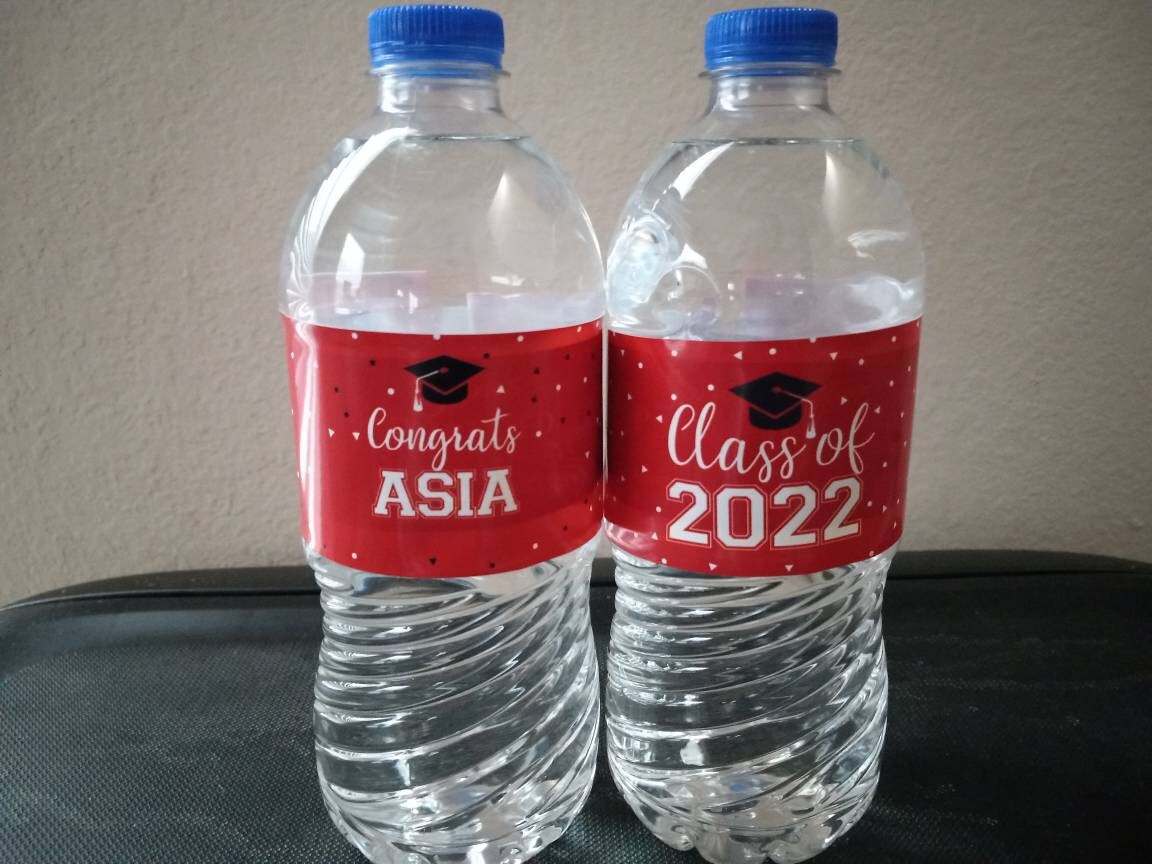 Congrats
ASIA
Class of
2022